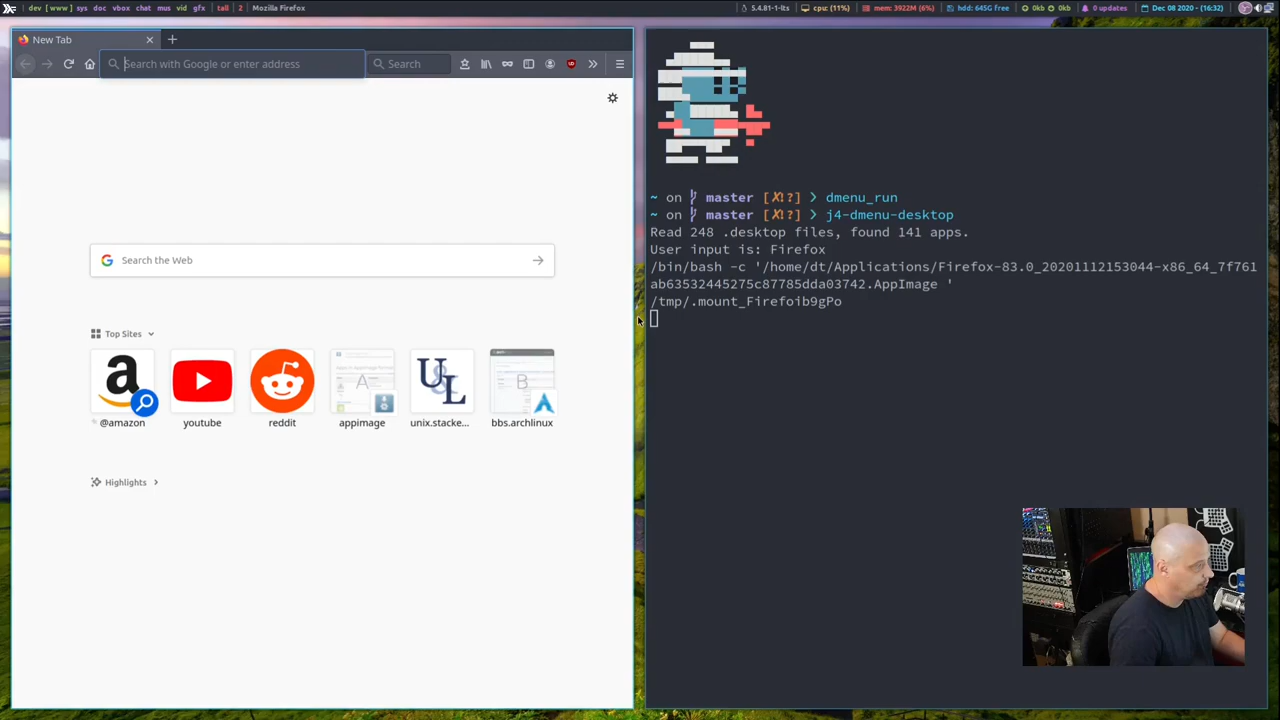 dev [ www ] sys doc vbox chat mus vid gfx | tall | 2 | Mozilla Firefox
5.4.81-1-lts | cpu: (11%) | mem: 3922M (6%) | hdd: 645G free | 0kb 0kb | 0 updates | Dec 08 2020 - (16:32)
New Tab
Search with Google or enter address
Search
Search the Web
Top Sites
@amazon
youtube
reddit
A
appimage
unix.stacke...
B
bbs.archlinux
Highlights
~ on master [✗!?] ❯ dmenu_run
~ on master [✗!?] ❯ j4-dmenu-desktop
Read 248 .desktop files, found 141 apps.
User input is: Firefox
/bin/bash -c '/home/dt/Applications/Firefox-83.0_20201112153044-x86_64_7f761
ab63532445275c87785dda03742.AppImage '
/tmp/.mount_Firefoib9gPo